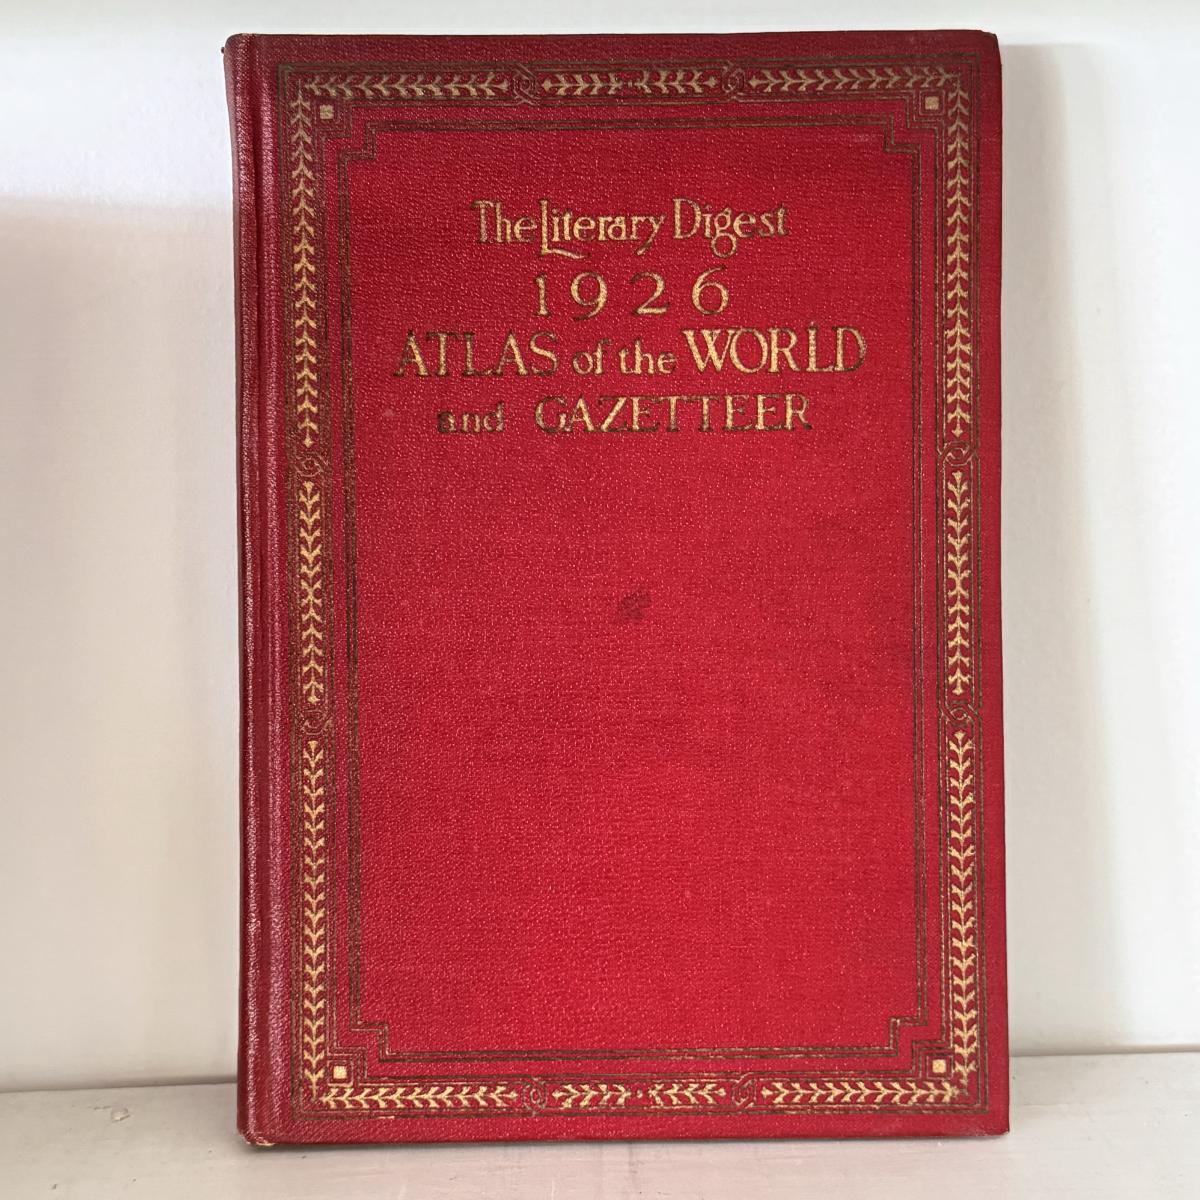 The Literary Digest
1926
ATLAS of the WORLD
and GAZETTEER